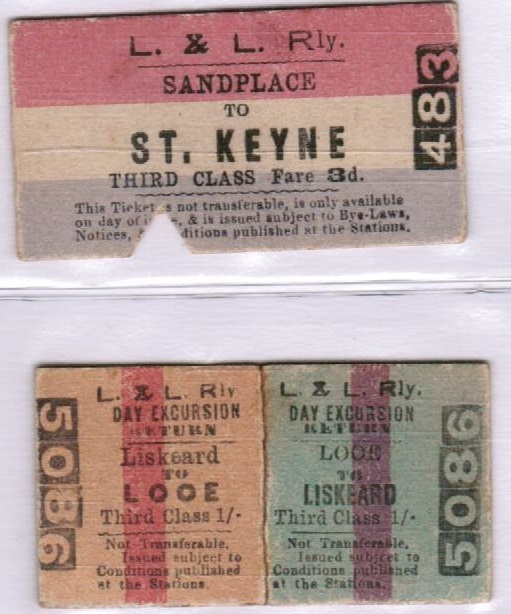 L. & L. Rly.
SANDPLACE
TO
ST. KEYNE
THIRD CLASS Fare 3d.
This Ticket is not transferable, is only available
on day of , & is issued subject to Bye-Laws,
Notices, & ditions published at the Stations.
483
L. & L. Rly
DAY EXCURSION
RETURN
Liskeard
TO
LOOE
Third Class 1/-
Not Transferable.
Issued subject to
Conditions published
at the Stations.
5086
L. & L. Rly.
DAY EXCURSION
RETURN
LOOE
TO
LISKEARD
Third Class 1/-
Not Transferable.
Issued subject to
Conditions published
at the Stations.
5086